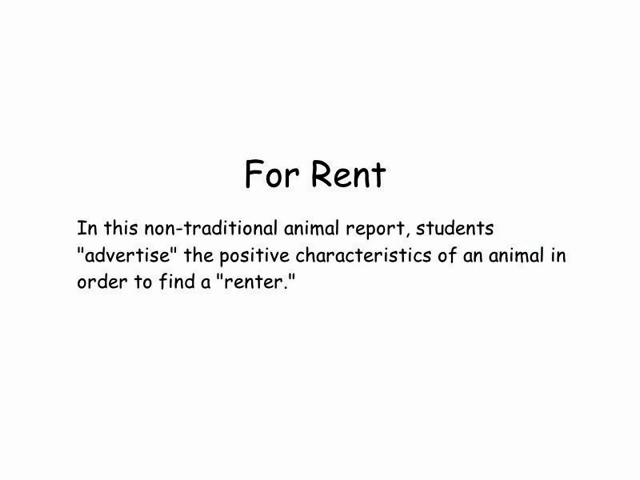 For Rent
In this non-traditional animal report, students
"advertise" the positive characteristics of an animal in
order to find a "renter."